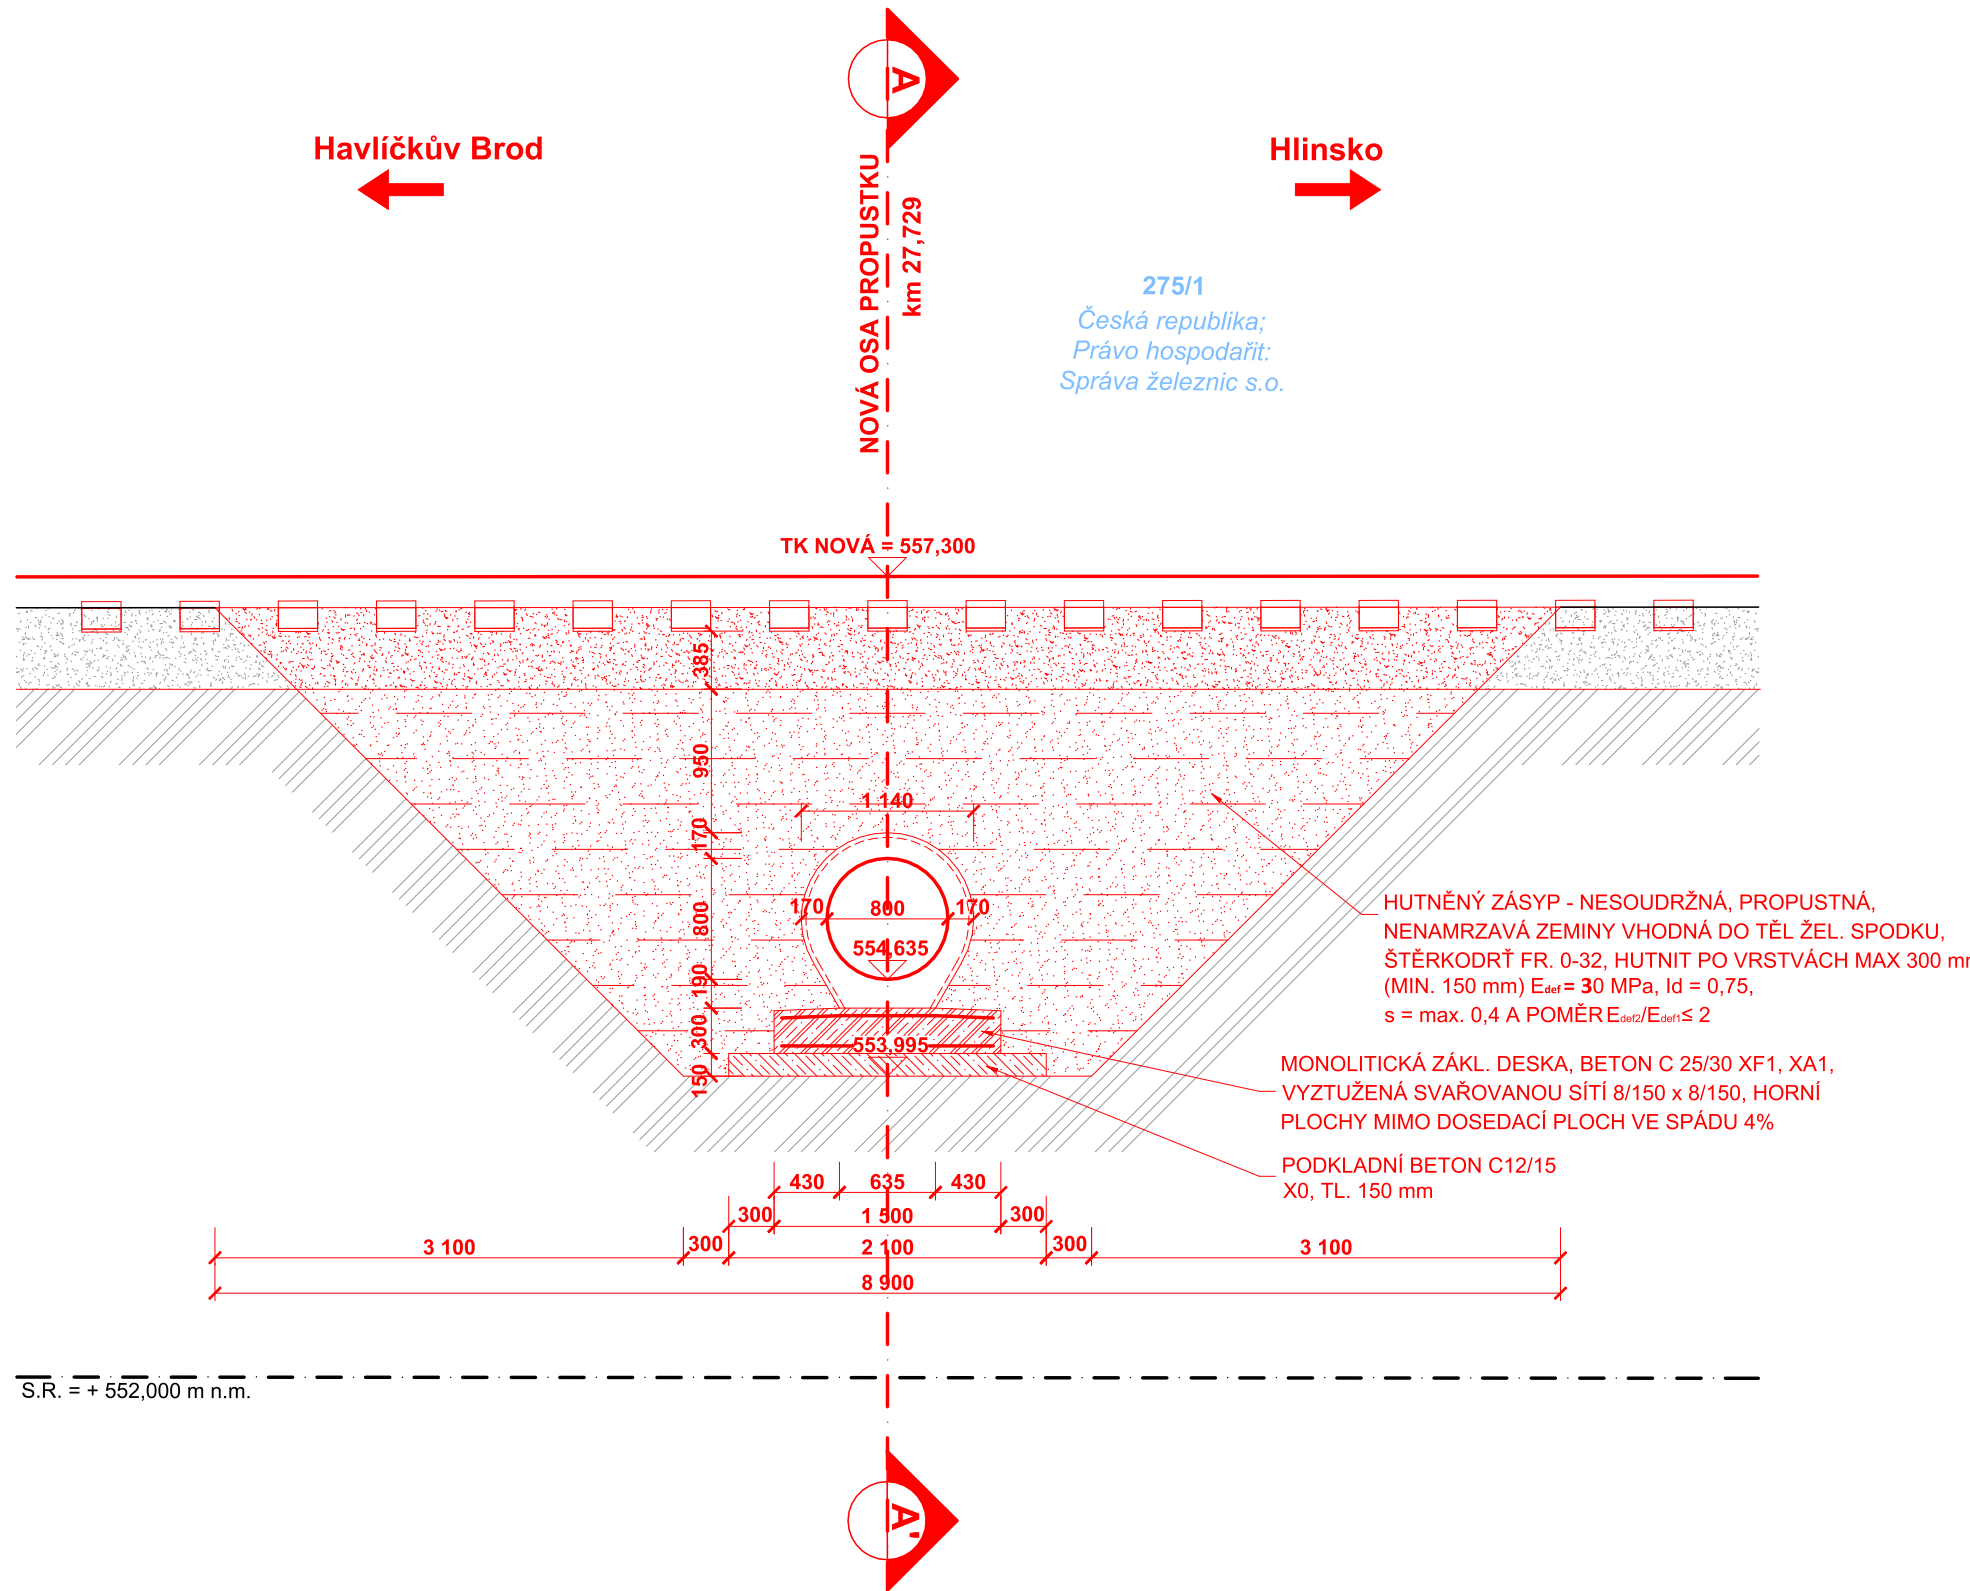 A
Havlíčkův Brod
Hlinsko
NOVÁ OSA PROPUSTKU
km 27,729
275/1
Česká republika;
Právo hospodařit:
Správa železnic s.o.
TK NOVÁ = 557,300
385
950
1 140
170
800
190
300
150
170
800
170
554,635
553,995
HUTNĚNÝ ZÁSYP - NESOUDRŽNÁ, PROPUSTNÁ,
NENAMRZAVÁ ZEMINY VHODNÁ DO TĚL ŽEL. SPODKU,
ŠTĚRKODRŤ FR. 0-32, HUTNIT PO VRSTVÁCH MAX 300 mm
(MIN. 150 mm) Edef = 30 MPa, Id = 0,75,
s = max. 0,4 A POMĚR Edef2/Edef1≤ 2
MONOLITICKÁ ZÁKL. DESKA, BETON C 25/30 XF1, XA1,
VYZTUŽENÁ SVAŘOVANOU SÍTÍ 8/150 x 8/150, HORNÍ
PLOCHY MIMO DOSEDACÍ PLOCH VE SPÁDU 4%
PODKLADNÍ BETON C12/15
X0, TL. 150 mm
430 635 430
300 1 500 300
3 100 300 2 100 300 3 100
8 900
S.R. = + 552,000 m n.m.
A'